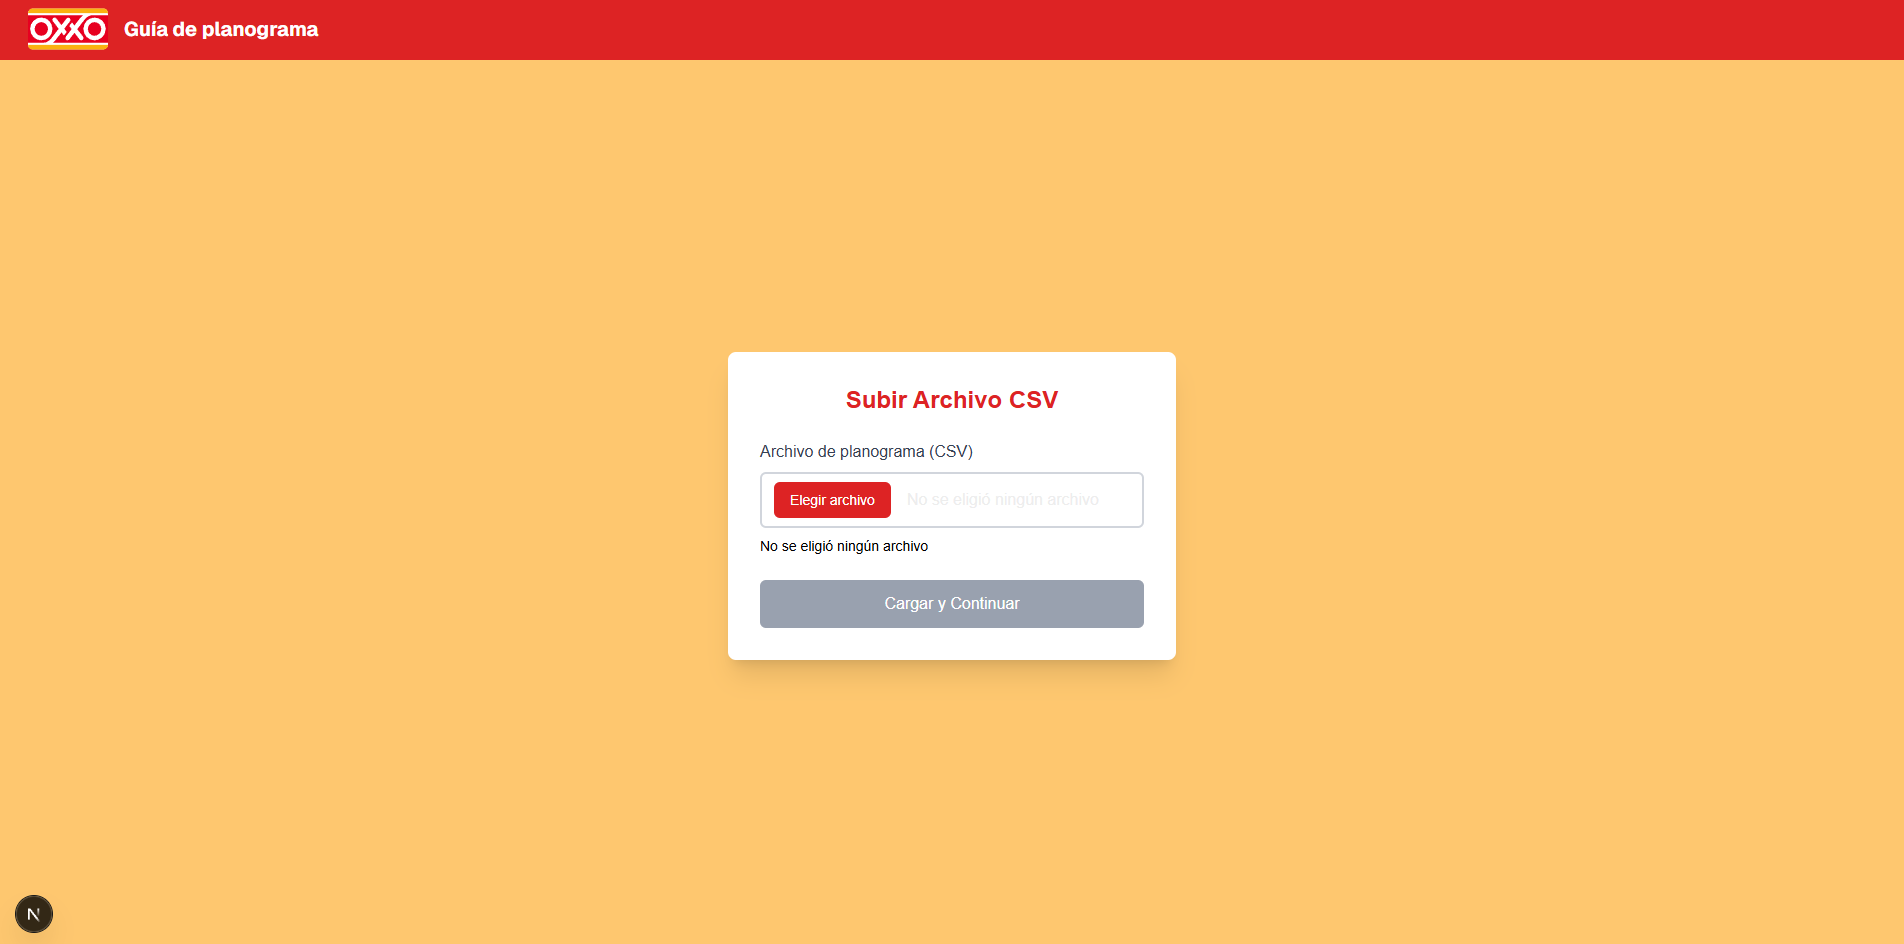 OXXO
Guía de planograma
Subir Archivo CSV
Archivo de planograma (CSV)
Elegir archivo No se eligió ningún archivo
No se eligió ningún archivo
Cargar y Continuar
N